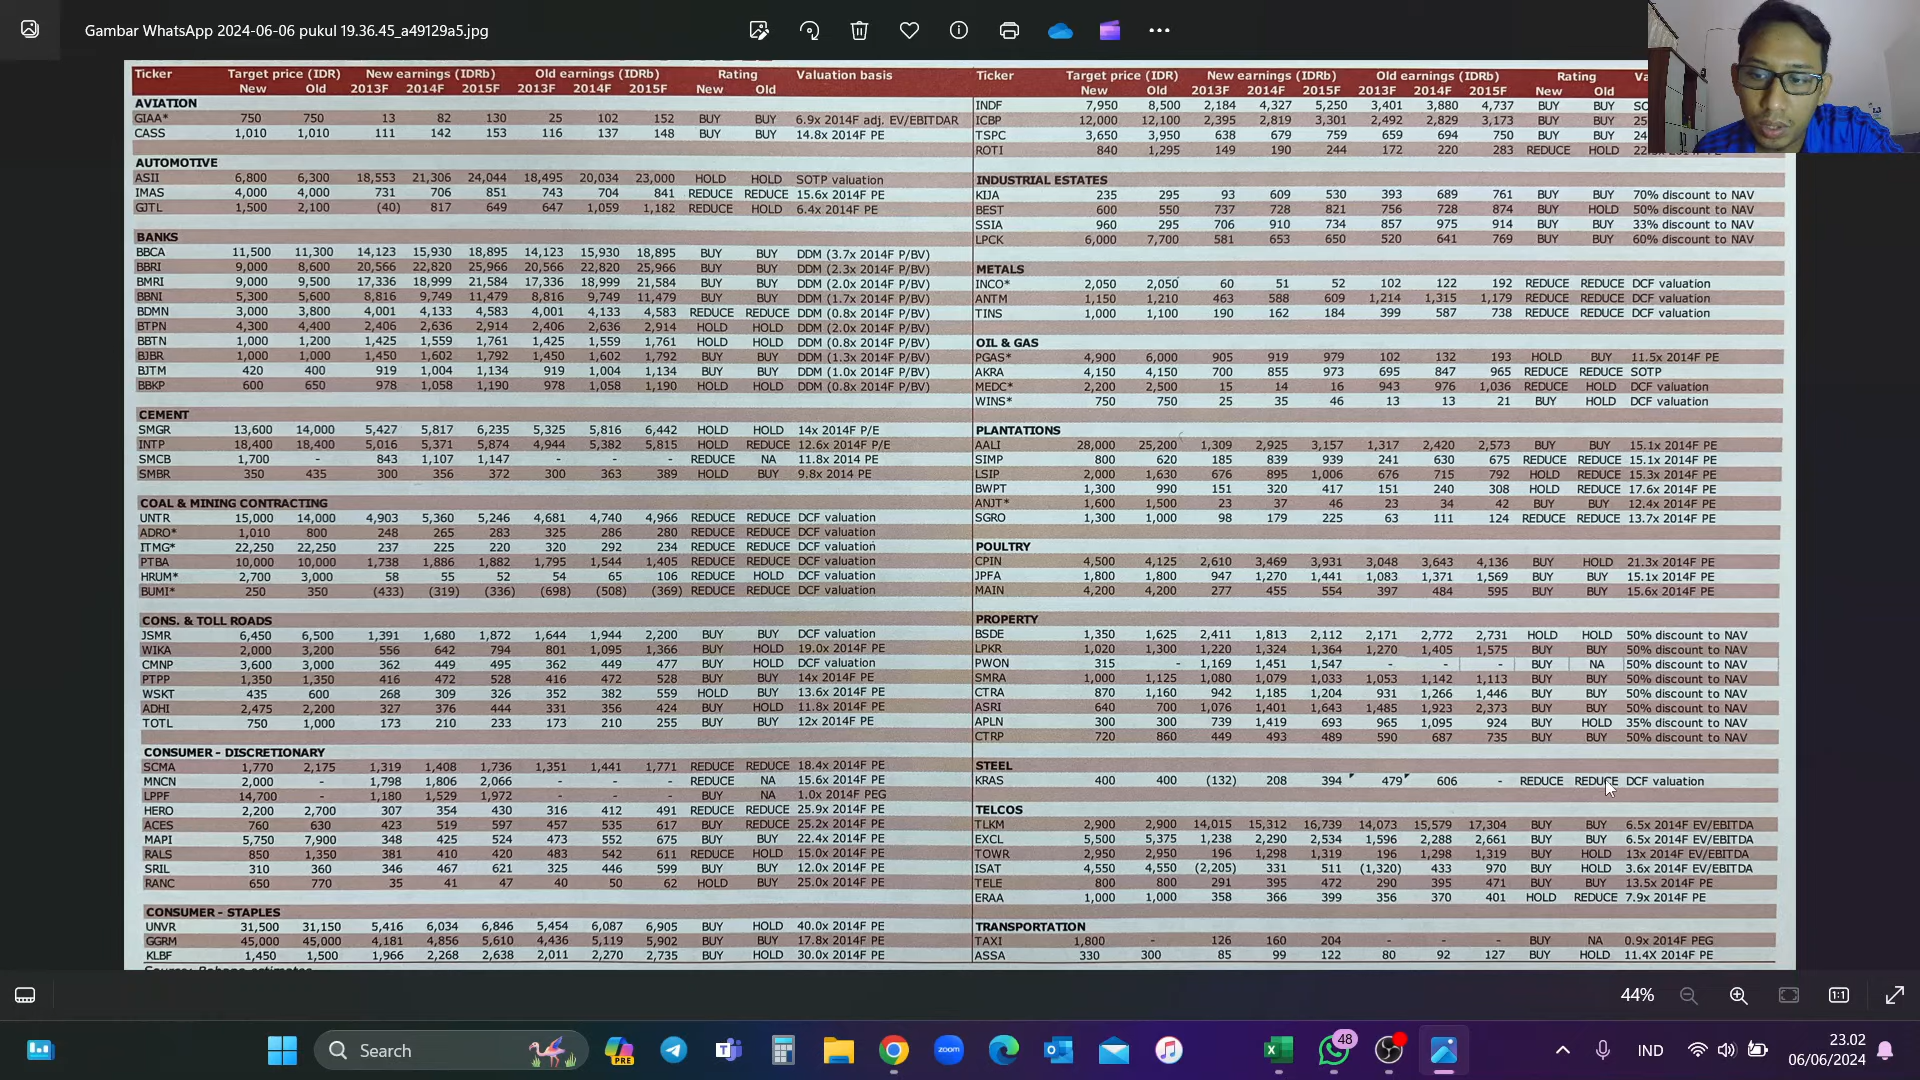 Gambar WhatsApp 2024-06-06 pukul 19.36.45_a49129a5.jpg
Ticker Target price (IDR) New earnings (IDRb) Old earnings (IDRb) Rating Valuation basis
New Old 2013F 2014F 2015F 2013F 2014F 2015F New Old
AVIATION
GIAA* 750 750 13 82 130 25 102 152 BUY BUY 6.9x 2014F adj. EV/EBITDAR
CASS 1,010 1,010 111 142 153 116 137 148 BUY BUY 14.8x 2014F PE
AUTOMOTIVE
ASII 6,800 6,300 18,553 21,306 24,044 18,495 20,034 23,000 HOLD HOLD SOTP valuation
IMAS 4,000 4,000 731 706 851 743 704 841 REDUCE REDUCE 15.6x 2014F PE
GJTL 1,500 2,100 (40) 817 649 647 1,059 1,182 REDUCE HOLD 6.4x 2014F PE
BANKS
BBCA 11,500 11,300 14,123 15,930 18,895 14,123 15,930 18,895 BUY BUY DDM (3.7x 2014F P/BV)
BBRI 9,000 8,600 20,566 22,820 25,966 20,566 22,820 25,966 BUY BUY DDM (2.3x 2014F P/BV)
BMRI 9,000 9,500 17,336 18,999 21,584 17,336 18,999 21,584 BUY BUY DDM (2.0x 2014F P/BV)
BBNI 5,300 5,600 8,816 9,749 11,479 8,816 9,749 11,479 BUY BUY DDM (1.7x 2014F P/BV)
BDMN 3,000 3,800 4,001 4,133 4,583 4,001 4,133 4,583 REDUCE REDUCE DDM (0.8x 2014F P/BV)
BTPN 4,300 4,400 2,406 2,636 2,914 2,406 2,636 2,914 HOLD HOLD DDM (2.0x 2014F P/BV)
BBTN 1,000 1,200 1,425 1,559 1,761 1,425 1,559 1,761 HOLD HOLD DDM (0.8x 2014F P/BV)
BJBR 1,000 1,000 1,450 1,602 1,792 1,450 1,602 1,792 BUY BUY DDM (1.3x 2014F P/BV)
BJTM 420 400 919 1,004 1,134 919 1,004 1,134 BUY BUY DDM (1.0x 2014F P/BV)
BBKP 600 650 978 1,058 1,190 978 1,058 1,190 HOLD HOLD DDM (0.8x 2014F P/BV)
CEMENT
SMGR 13,600 14,000 5,427 5,817 6,235 5,325 5,816 6,442 HOLD HOLD 14x 2014F P/E
INTP 18,400 18,400 5,016 5,371 5,874 4,944 5,382 5,815 HOLD REDUCE 12.6x 2014F P/E
SMCB 1,700 - 843 1,107 1,147 - - - REDUCE NA 11.8x 2014 PE
SMBR 350 435 300 356 372 300 363 389 HOLD BUY 9.8x 2014 PE
COAL & MINING CONTRACTING
UNTR 15,000 14,000 4,903 5,360 5,246 4,681 4,740 4,966 REDUCE REDUCE DCF valuation
ADRO* 1,010 800 248 265 283 325 286 280 REDUCE REDUCE DCF valuation
ITMG* 22,250 22,250 237 225 220 320 292 234 REDUCE REDUCE DCF valuation
PTBA 10,000 10,000 1,738 1,886 1,882 1,795 1,544 1,405 REDUCE REDUCE DCF valuation
HRUM* 2,700 3,000 58 55 52 54 65 106 REDUCE HOLD DCF valuation
BUMI* 250 350 (433) (319) (336) (698) (508) (369) REDUCE REDUCE DCF valuation
CONS. & TOLL ROADS
JSMR 6,450 6,500 1,391 1,680 1,872 1,644 1,944 2,200 BUY BUY DCF valuation
WIKA 2,000 3,200 556 642 794 801 1,095 1,366 BUY HOLD 19.0x 2014F PE
CMNP 3,600 3,000 362 449 495 362 449 477 BUY HOLD DCF valuation
PTPP 1,350 1,350 416 472 528 416 472 528 BUY BUY 14x 2014F PE
WSKT 435 600 268 309 326 352 382 559 HOLD BUY 13.6x 2014F PE
ADHI 2,475 2,200 327 376 444 331 356 424 BUY HOLD 11.8x 2014F PE
TOTL 750 1,000 173 210 233 173 210 255 BUY BUY 12x 2014F PE
CONSUMER - DISCRETIONARY
SCMA 1,770 2,175 1,319 1,408 1,736 1,351 1,441 1,771 REDUCE REDUCE 18.4x 2014F PE
MNCN 2,000 - 1,798 1,806 2,066 - - - REDUCE NA 15.6x 2014F PE
LPPF 14,700 - 1,180 1,529 1,972 - - - BUY NA 1.0x 2014F PEG
HERO 2,200 2,700 307 354 430 316 412 491 REDUCE REDUCE 25.9x 2014F PE
ACES 760 630 423 519 597 457 535 617 BUY REDUCE 25.2x 2014F PE
MAPI 5,750 7,900 348 425 524 473 552 675 BUY BUY 22.4x 2014F PE
RALS 850 1,350 381 410 420 483 542 611 REDUCE HOLD 15.0x 2014F PE
SRIL 310 360 346 467 621 325 446 599 BUY BUY 12.0x 2014F PE
RANC 650 770 35 41 47 40 50 62 HOLD BUY 25.0x 2014F PE
CONSUMER - STAPLES
UNVR 31,500 31,150 5,416 6,034 6,846 5,454 6,087 6,905 BUY HOLD 40.0x 2014F PE
GGRM 45,000 45,000 4,181 4,856 5,610 4,436 5,119 5,902 BUY BUY 17.8x 2014F PE
KLBF 1,450 1,500 1,966 2,268 2,638 2,011 2,270 2,735 BUY HOLD 30.0x 2014F PE
Ticker Target price (IDR) New earnings (IDRb) Old earnings (IDRb) Rating
New Old 2013F 2014F 2015F 2013F 2014F 2015F New Old
INDF 7,950 8,500 2,184 4,327 5,250 3,401 3,880 4,737 BUY BUY
ICBP 12,000 12,100 2,395 2,819 3,301 2,492 2,829 3,173 BUY BUY
TSPC 3,650 3,950 638 679 759 659 694 750 BUY BUY
ROTI 840 1,295 149 190 244 172 220 283 REDUCE HOLD
INDUSTRIAL ESTATES
KIJA 235 295 93 609 530 393 689 761 BUY BUY 70% discount to NAV
BEST 600 550 737 728 821 756 728 874 BUY HOLD 50% discount to NAV
SSIA 960 295 706 910 734 857 975 914 BUY BUY 33% discount to NAV
LPCK 6,000 7,700 581 653 650 520 641 769 BUY BUY 60% discount to NAV
METALS
INCO* 2,050 2,050 60 51 52 102 122 192 REDUCE REDUCE DCF valuation
ANTM 1,150 1,210 463 588 609 1,214 1,315 1,179 REDUCE REDUCE DCF valuation
TINS 1,000 1,100 190 162 184 399 587 738 REDUCE REDUCE DCF valuation
OIL & GAS
PGAS* 4,900 6,000 905 919 979 102 132 193 HOLD BUY 11.5x 2014F PE
AKRA 4,150 4,150 700 855 973 695 847 965 REDUCE REDUCE SOTP
MEDC* 2,200 2,500 15 14 16 943 976 1,036 REDUCE HOLD DCF valuation
WINS* 750 750 25 35 46 13 13 21 BUY HOLD DCF valuation
PLANTATIONS
AALI 28,000 25,200 1,309 2,925 3,157 1,317 2,420 2,573 BUY BUY 15.1x 2014F PE
SIMP 800 620 185 839 939 241 630 675 REDUCE REDUCE 15.1x 2014F PE
LSIP 2,000 1,630 676 895 1,006 676 715 792 HOLD REDUCE 15.3x 2014F PE
BWPT 1,300 990 151 320 417 151 240 308 HOLD REDUCE 17.6x 2014F PE
ANJT* 1,600 1,500 23 37 46 23 34 42 BUY BUY 12.4x 2014F PE
SGRO 1,300 1,000 98 179 225 63 111 124 REDUCE REDUCE 13.7x 2014F PE
POULTRY
CPIN 4,500 4,125 2,610 3,469 3,931 3,048 3,643 4,136 BUY HOLD 21.3x 2014F PE
JPFA 1,800 1,800 947 1,270 1,441 1,083 1,371 1,569 BUY BUY 15.1x 2014F PE
MAIN 4,200 4,200 277 455 554 397 484 595 BUY BUY 15.6x 2014F PE
PROPERTY
BSDE 1,350 1,625 2,411 1,813 2,112 2,171 2,772 2,731 HOLD HOLD 50% discount to NAV
LPKR 1,020 1,300 1,220 1,324 1,364 1,270 1,405 1,575 BUY BUY 50% discount to NAV
PWON 315 - 1,169 1,451 1,547 - - - BUY NA 50% discount to NAV
SMRA 1,000 1,125 1,080 1,079 1,033 1,053 1,142 1,113 BUY BUY 50% discount to NAV
CTRA 870 1,160 942 1,185 1,204 931 1,266 1,446 BUY BUY 50% discount to NAV
ASRI 640 700 1,076 1,401 1,643 1,485 1,923 2,373 BUY BUY 50% discount to NAV
APLN 300 300 739 1,419 693 965 1,095 924 BUY HOLD 35% discount to NAV
CTRP 720 860 449 493 489 590 687 735 BUY BUY 50% discount to NAV
STEEL
KRAS 400 400 (132) 208 394 479 606 - REDUCE REDUCE DCF valuation
TELCOS
TLKM 2,900 2,900 14,015 15,312 16,739 14,073 15,579 17,304 BUY BUY 6.5x 2014F EV/EBITDA
EXCL 5,500 5,375 1,238 2,290 2,534 1,596 2,288 2,661 BUY BUY 6.5x 2014F EV/EBITDA
TOWR 2,950 2,950 196 1,298 1,319 196 1,298 1,319 BUY HOLD 13x 2014F EV/EBITDA
ISAT 4,550 4,550 (2,205) 331 511 (1,320) 433 970 BUY HOLD 3.6x 2014F EV/EBITDA
TELE 800 800 291 395 472 290 395 471 BUY BUY 13.5x 2014F PE
ERAA 1,000 1,000 358 366 399 356 370 401 HOLD REDUCE 7.9x 2014F PE
TRANSPORTATION
TAXI 1,800 - 126 160 204 - - - BUY NA 0.9x 2014F PEG
ASSA 330 300 85 99 122 80 92 127 BUY HOLD 11.4X 2014F PE
44%
1:1
Search
PRE
zoom
48
IND
23.02
06/06/2024